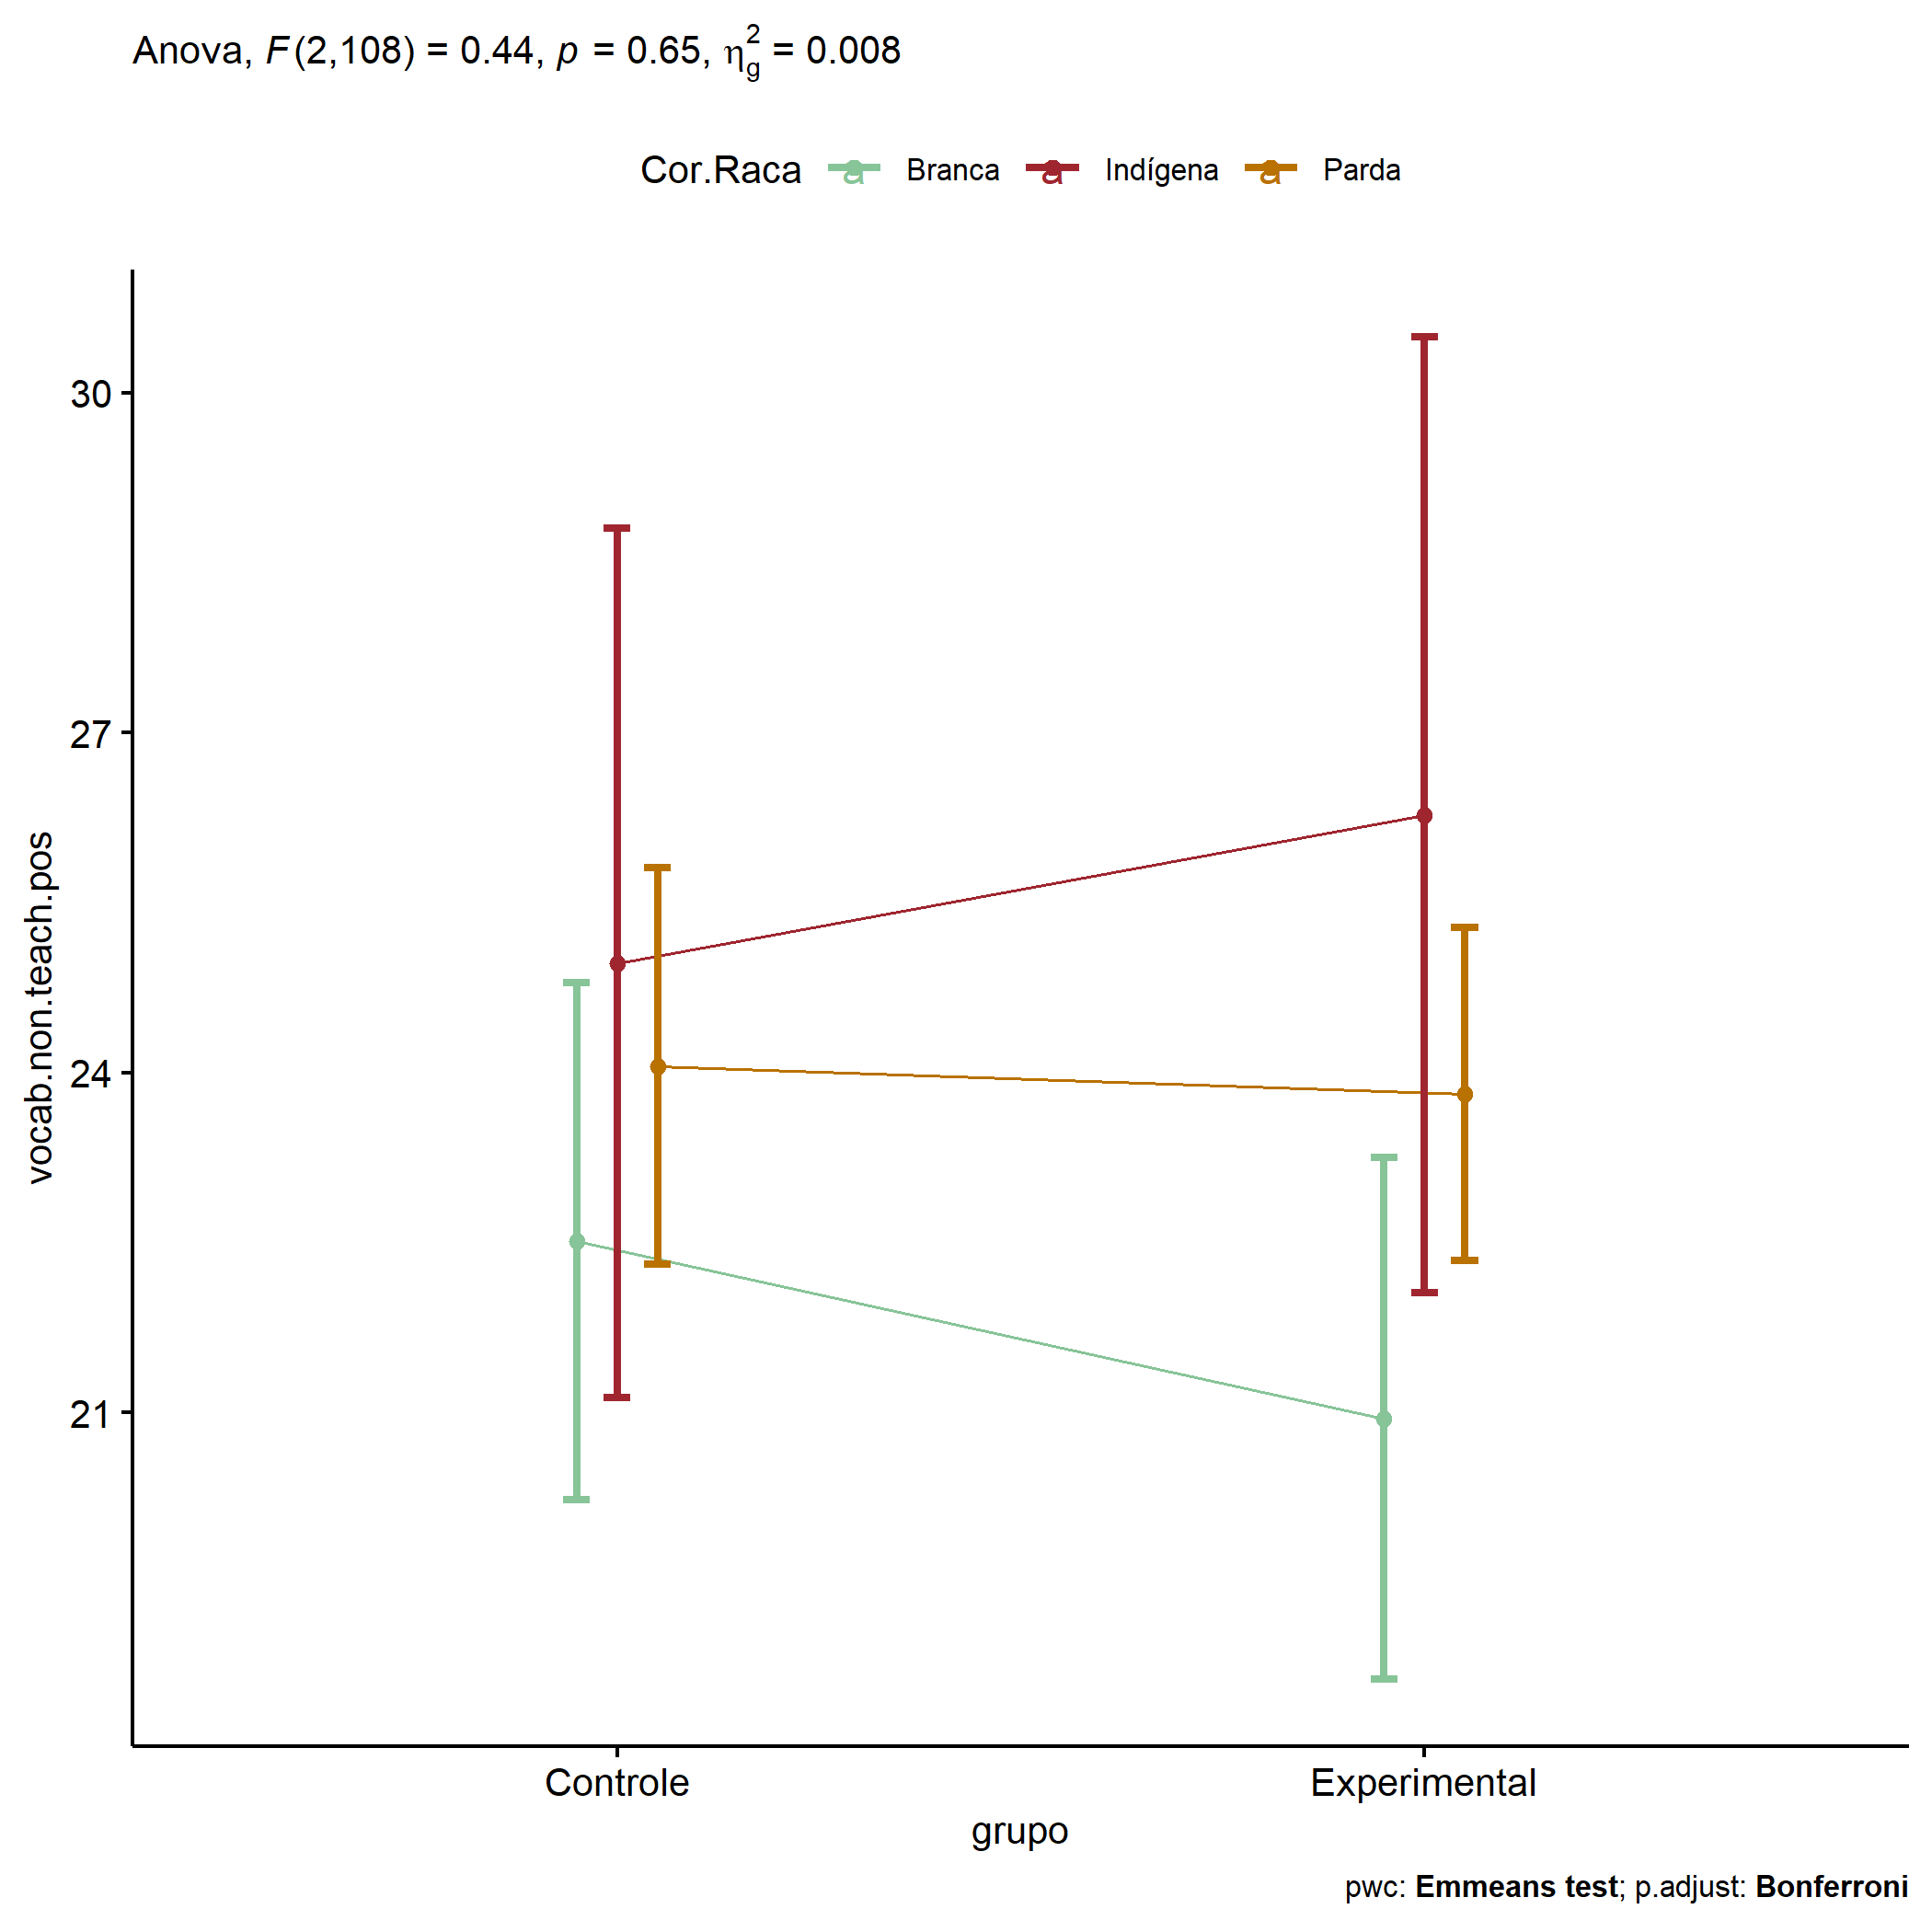 Anova, F(2,108) = 0.44, p = 0.65, η²g = 0.008
Cor.Raca a Branca a Indígena a Parda
vocab.non.teach.pos
30
27
24
21
Controle Experimental
grupo
pwc: Emmeans test; p.adjust: Bonferroni